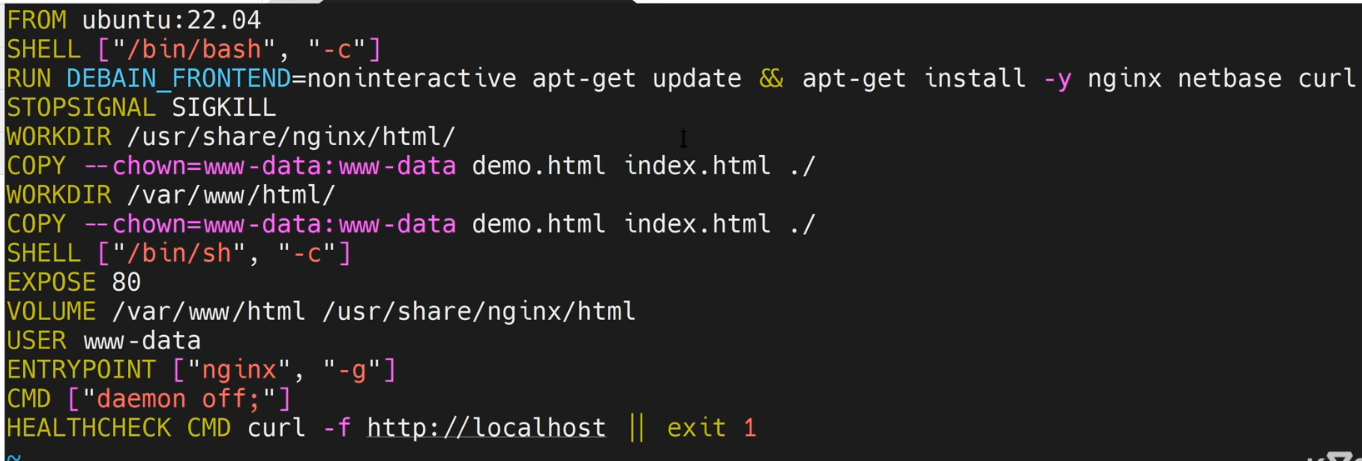 FROM ubuntu:22.04
SHELL ["/bin/bash", "-c"]
RUN DEBAIN_FRONTEND=noninteractive apt-get update && apt-get install -y nginx netbase curl
STOPSIGNAL SIGKILL
WORKDIR /usr/share/nginx/html/
COPY --chown=www-data:www-data demo.html index.html ./
WORKDIR /var/www/html/
COPY --chown=www-data:www-data demo.html index.html ./
SHELL ["/bin/sh", "-c"]
EXPOSE 80
VOLUME /var/www/html /usr/share/nginx/html
USER www-data
ENTRYPOINT ["nginx", "-g"]
CMD ["daemon off;"]
HEALTHCHECK CMD curl -f http://localhost || exit 1
~